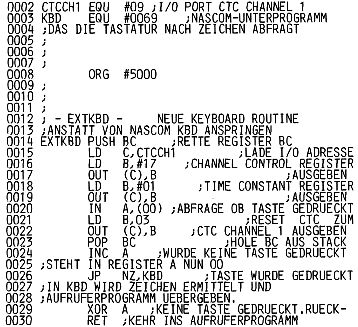 0002 CTCCH1 EQU #09 ;I/O PORT CTC CHANNEL 1
0003 KBD    EQU #0069      ;NASCOM-UNTERPROGRAMM
0004 ;DAS DIE TASTATUR NACH ZEICHEN ABFRAGT
0005 ;
0006 ;
0007 ;
0008        ORG  #5000
0009 ;
0010 ;
0011 ;
0012 ; - EXTKBD -      NEUE KEYBOARD ROUTINE
0013 ;ANSTATT VON NASCOM KBD ANSPRINGEN
0014 EXTKBD PUSH BC      ;RETTE REGISTER BC
0015        LD   C,CTCCH1       ;LADE I/O ADRESSE
0016        LD   B,#17   ;CHANNEL CONTROL REGISTER
0017        OUT  (C),B                ;AUSGEBEN
0018        LD   B,#01    ;TIME CONSTANT REGISTER
0019        OUT  (C),B                ;AUSGEBEN
0020        IN   A,(00) ;ABFRAGE OB TASTE GEDRUECKT
0021        LD   B,03          ;RESET  CTC  ZUM
0022        OUT  (C),B    ;CTC CHANNEL 1 AUSGEBEN
0023        POP  BC           ;HOLE BC AUS STACK
0024        INC  A    ;WURDE KEINE TASTE GEDRUECKT
0025 ;STEHT IN REGISTER A NUN 00
0026        JP   NZ,KBD      ;TASTE WURDE GEDRUECKT
0027 ;IN KBD WIRD ZEICHEN ERMITTELT UND
0028 ;AUFRUFERPROGRAMM UEBERGEBEN.
0029        XOR  A  ;KEINE TASTE GEDRUECKT.RUECK-
0030        RET  ;KEHR INS AUFRUFERPROGRAMM